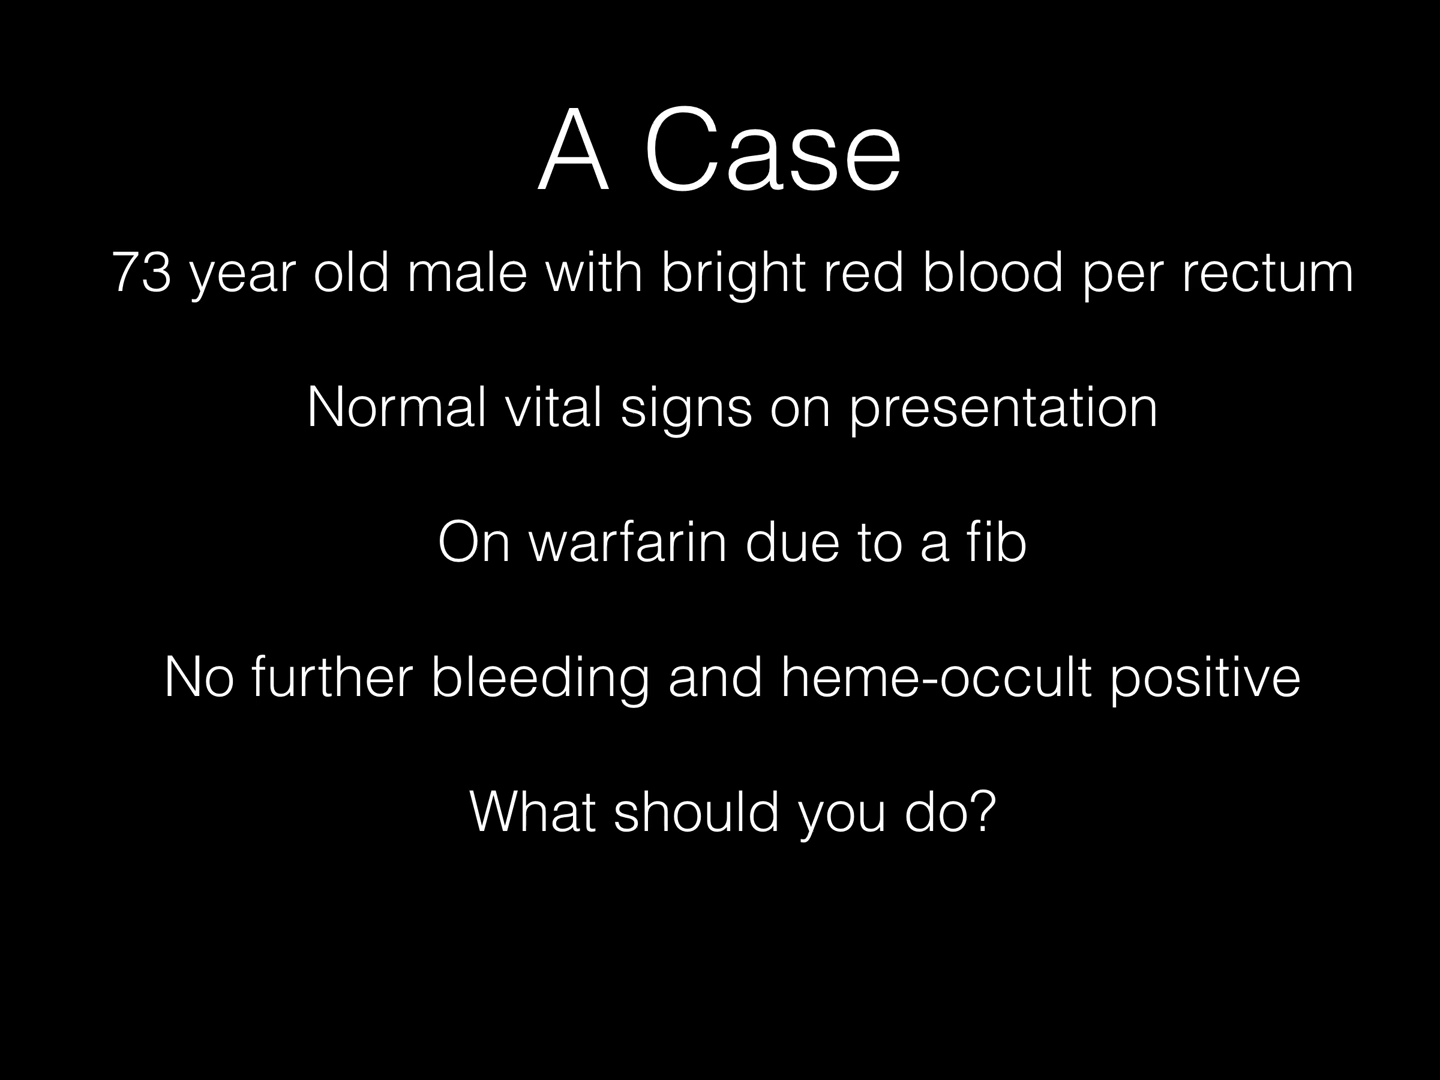 A Case
73 year old male with bright red blood per rectum
Normal vital signs on presentation
On warfarin due to a fib
No further bleeding and heme-occult positive
What should you do?